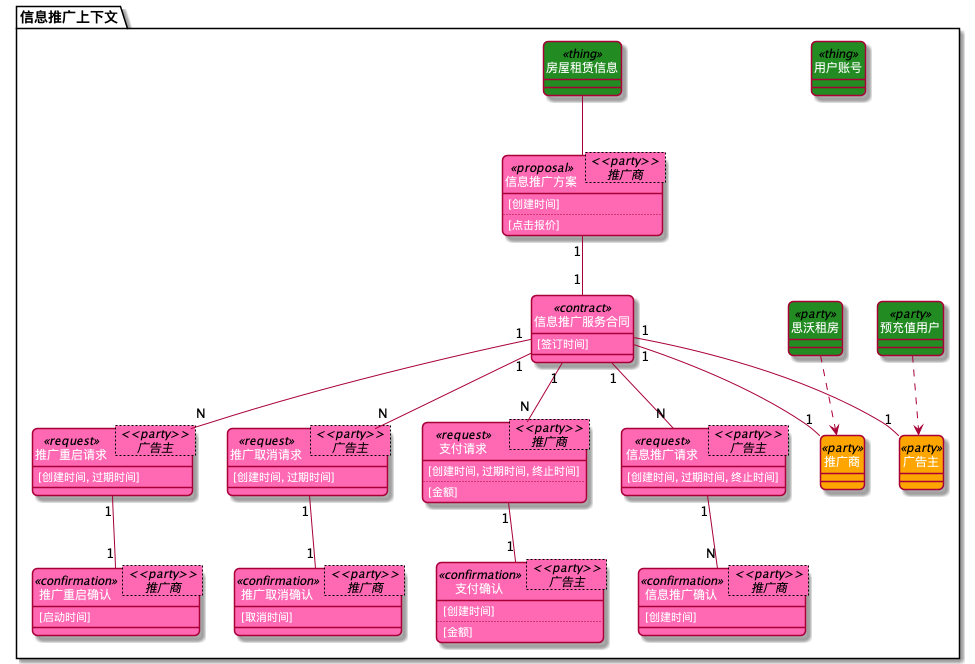 信息推广上下文
«thing»
房屋租赁信息
«thing»
用户账号
«proposal»
信息推广方案
<<party>>
推广商
[创建时间]
[点击报价]
1
1
«contract»
信息推广服务合同
[签订时间]
«party»
思沃租房
«party»
预充值用户
1
1
1
1
1
1
N
N
N
N
1
1
«request»
推广重启请求
<<party>>
广告主
[创建时间, 过期时间]
«request»
推广取消请求
<<party>>
广告主
[创建时间, 过期时间]
«request»
支付请求
<<party>>
推广商
[创建时间, 过期时间, 终止时间]
[金额]
«request»
信息推广请求
<<party>>
广告主
[创建时间, 过期时间, 终止时间]
«party»
推广商
«party»
广告主
1
1
1
1
1
1
1
N
«confirmation»
推广重启确认
<<party>>
推广商
[启动时间]
«confirmation»
推广取消确认
<<party>>
推广商
[取消时间]
«confirmation»
支付确认
<<party>>
广告主
[创建时间]
[金额]
«confirmation»
信息推广确认
<<party>>
推广商
[创建时间]